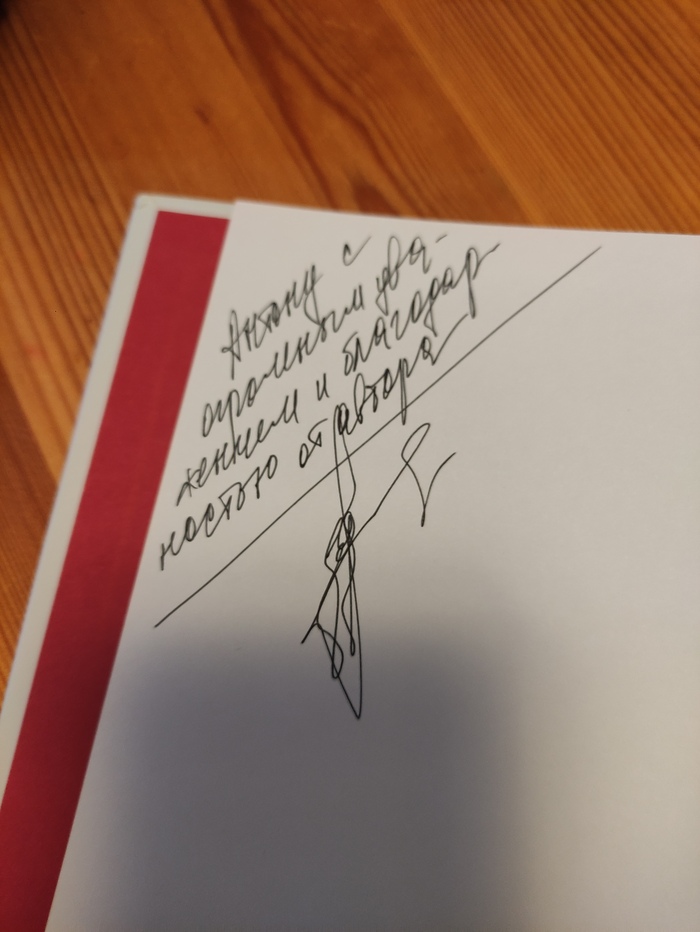 Антону с
огромным ува-
жением и благодар-
ностью от автора